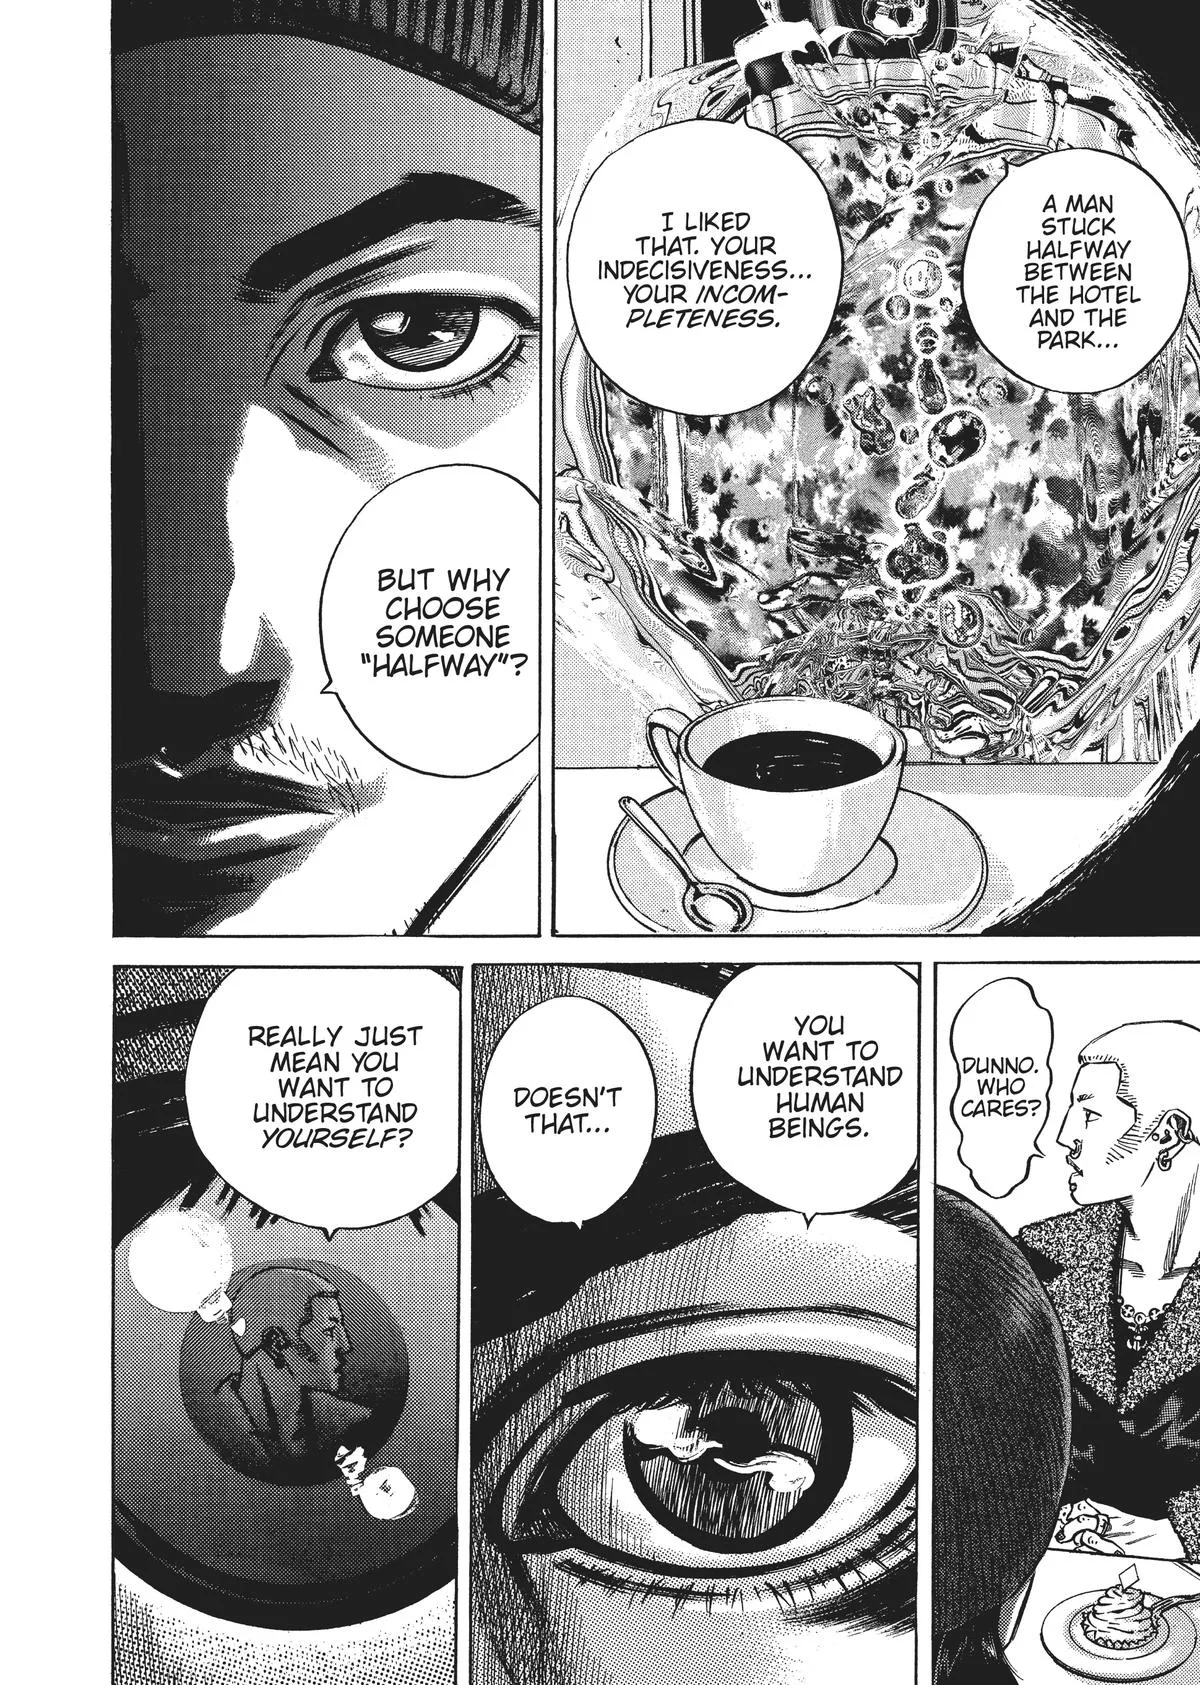 A MAN
STUCK
HALFWAY
BETWEEN
THE HOTEL
AND THE
PARK...
I LIKED
THAT. YOUR
INDECISIVENESS...
YOUR INCOM-
PLETENESS.
BUT WHY
CHOOSE
SOMEONE
"HALFWAY"?
DUNNO.
WHO
CARES?
YOU
WANT TO
UNDERSTAND
HUMAN
BEINGS.
DOESN'T
THAT...
REALLY JUST
MEAN YOU
WANT TO
UNDERSTAND
YOURSELF?